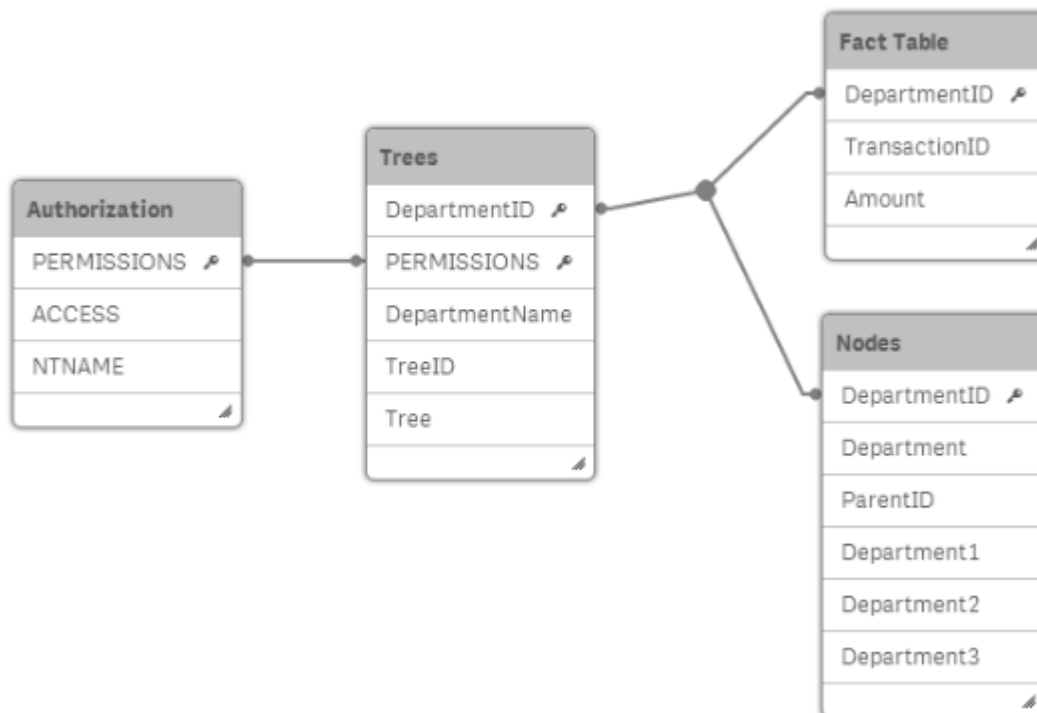 Authorization
PERMISSIONS
ACCESS
NTNAME
Trees
DepartmentID
PERMISSIONS
DepartmentName
TreeID
Tree
Fact Table
DepartmentID
TransactionID
Amount
Nodes
DepartmentID
Department
ParentID
Department1
Department2
Department3